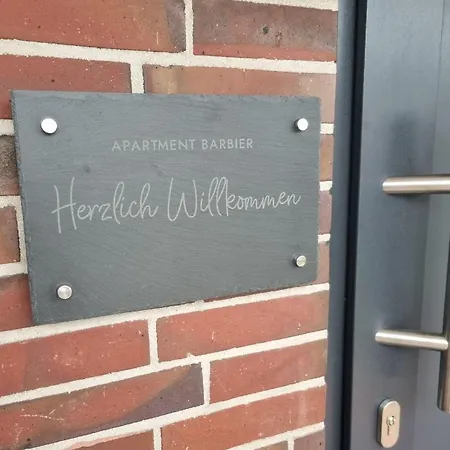 APARTMENT BARBIER
Herzlich Willkommen